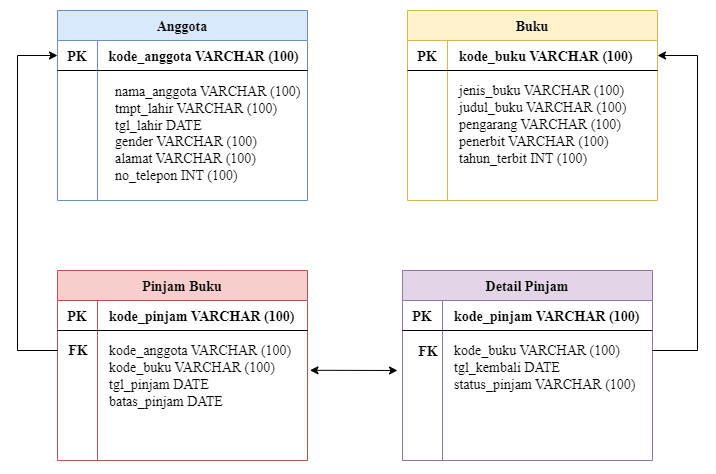 Anggota
PK kode_anggota VARCHAR (100)
nama_anggota VARCHAR (100)
tmpt_lahir VARCHAR (100)
tgl_lahir DATE
gender VARCHAR (100)
alamat VARCHAR (100)
no_telepon INT (100)
Buku
PK kode_buku VARCHAR (100)
jenis_buku VARCHAR (100)
judul_buku VARCHAR (100)
pengarang VARCHAR (100)
penerbit VARCHAR (100)
tahun_terbit INT (100)
Pinjam Buku
PK kode_pinjam VARCHAR (100)
FK kode_anggota VARCHAR (100)
kode_buku VARCHAR (100)
tgl_pinjam DATE
batas_pinjam DATE
Detail Pinjam
PK kode_pinjam VARCHAR (100)
FK kode_buku VARCHAR (100)
tgl_kembali DATE
status_pinjam VARCHAR (100)